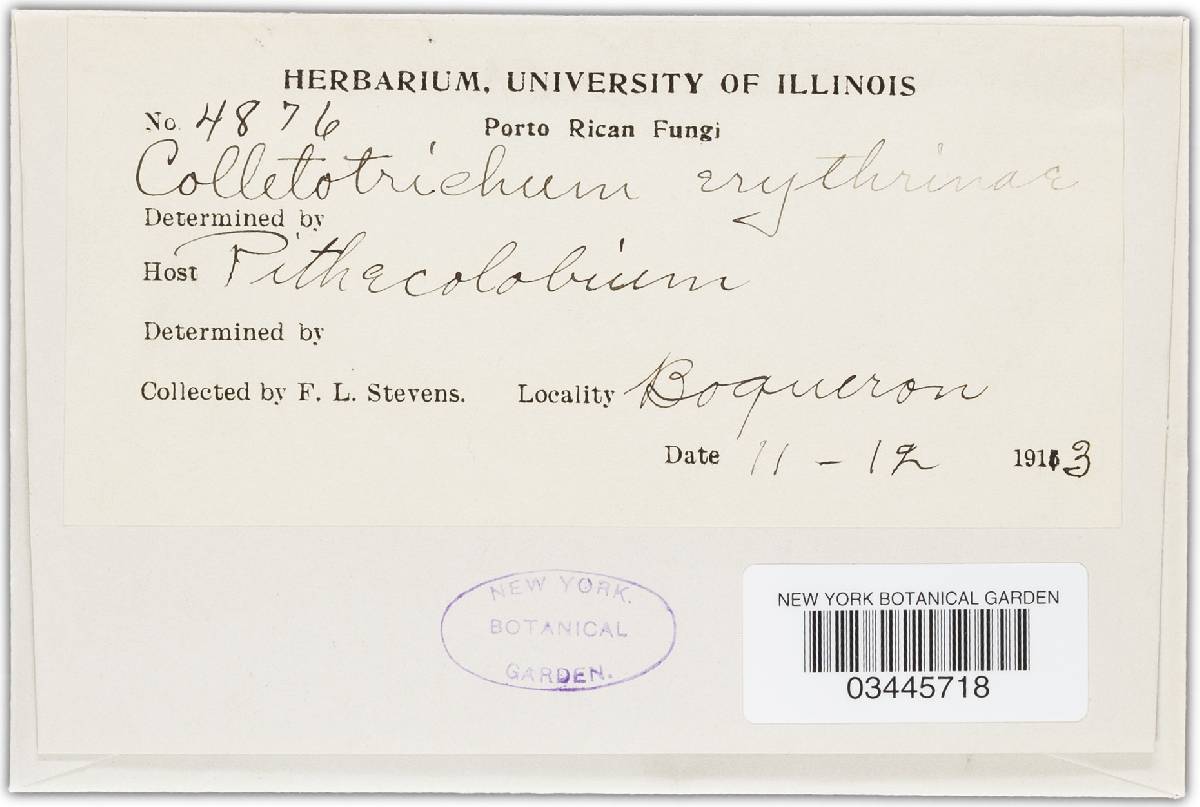 HERBARIUM, UNIVERSITY OF ILLINOIS
No. 4876 Porto Rican Fungi
Colletotrichum erythrinae
Determined by
Host Pithecolobium
Determined by
Collected by F. L. Stevens. Locality Boqueron
Date 11 - 12 1913
NEW YORK.
BOTANICAL
GARDEN.
NEW YORK BOTANICAL GARDEN
03445718